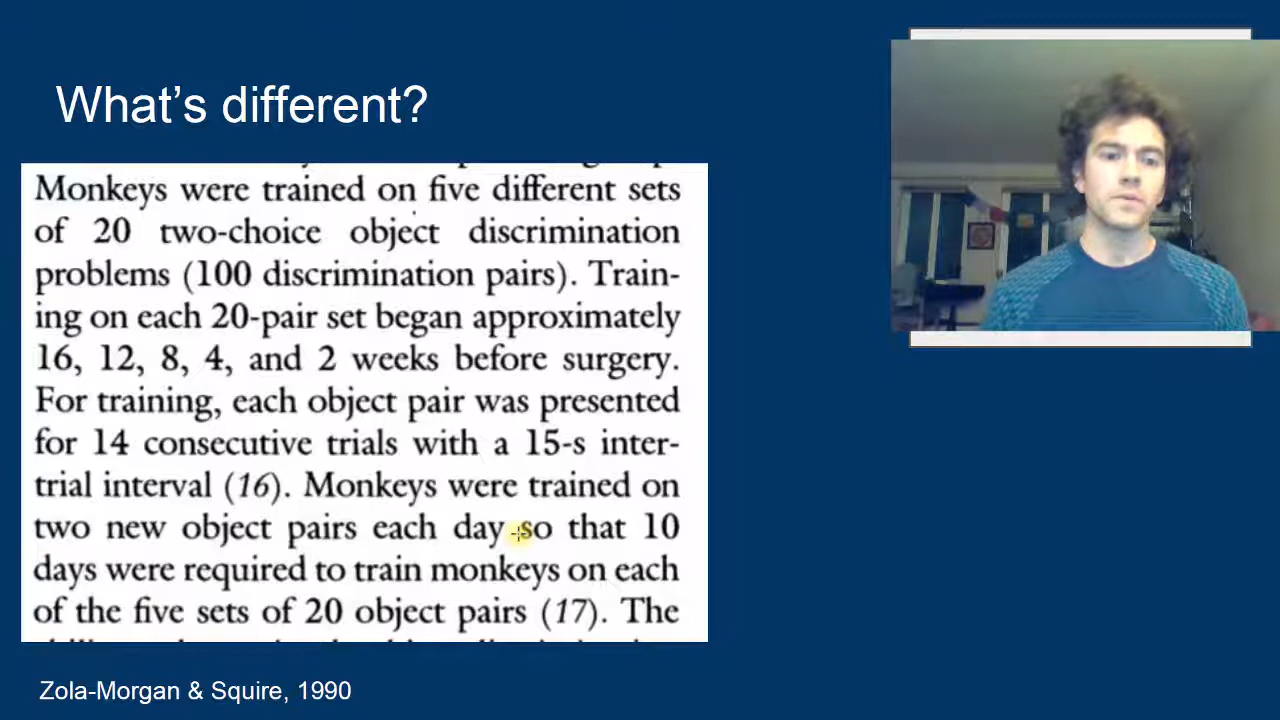 What's different?
Monkeys were trained on five different sets
of 20 two-choice object discrimination
problems (100 discrimination pairs). Train-
ing on each 20-pair set began approximately
16, 12, 8, 4, and 2 weeks before surgery.
For training, each object pair was presented
for 14 consecutive trials with a 15-s inter-
trial interval (16). Monkeys were trained on
two new object pairs each day so that 10
days were required to train monkeys on each
of the five sets of 20 object pairs (17). The
Zola-Morgan & Squire, 1990